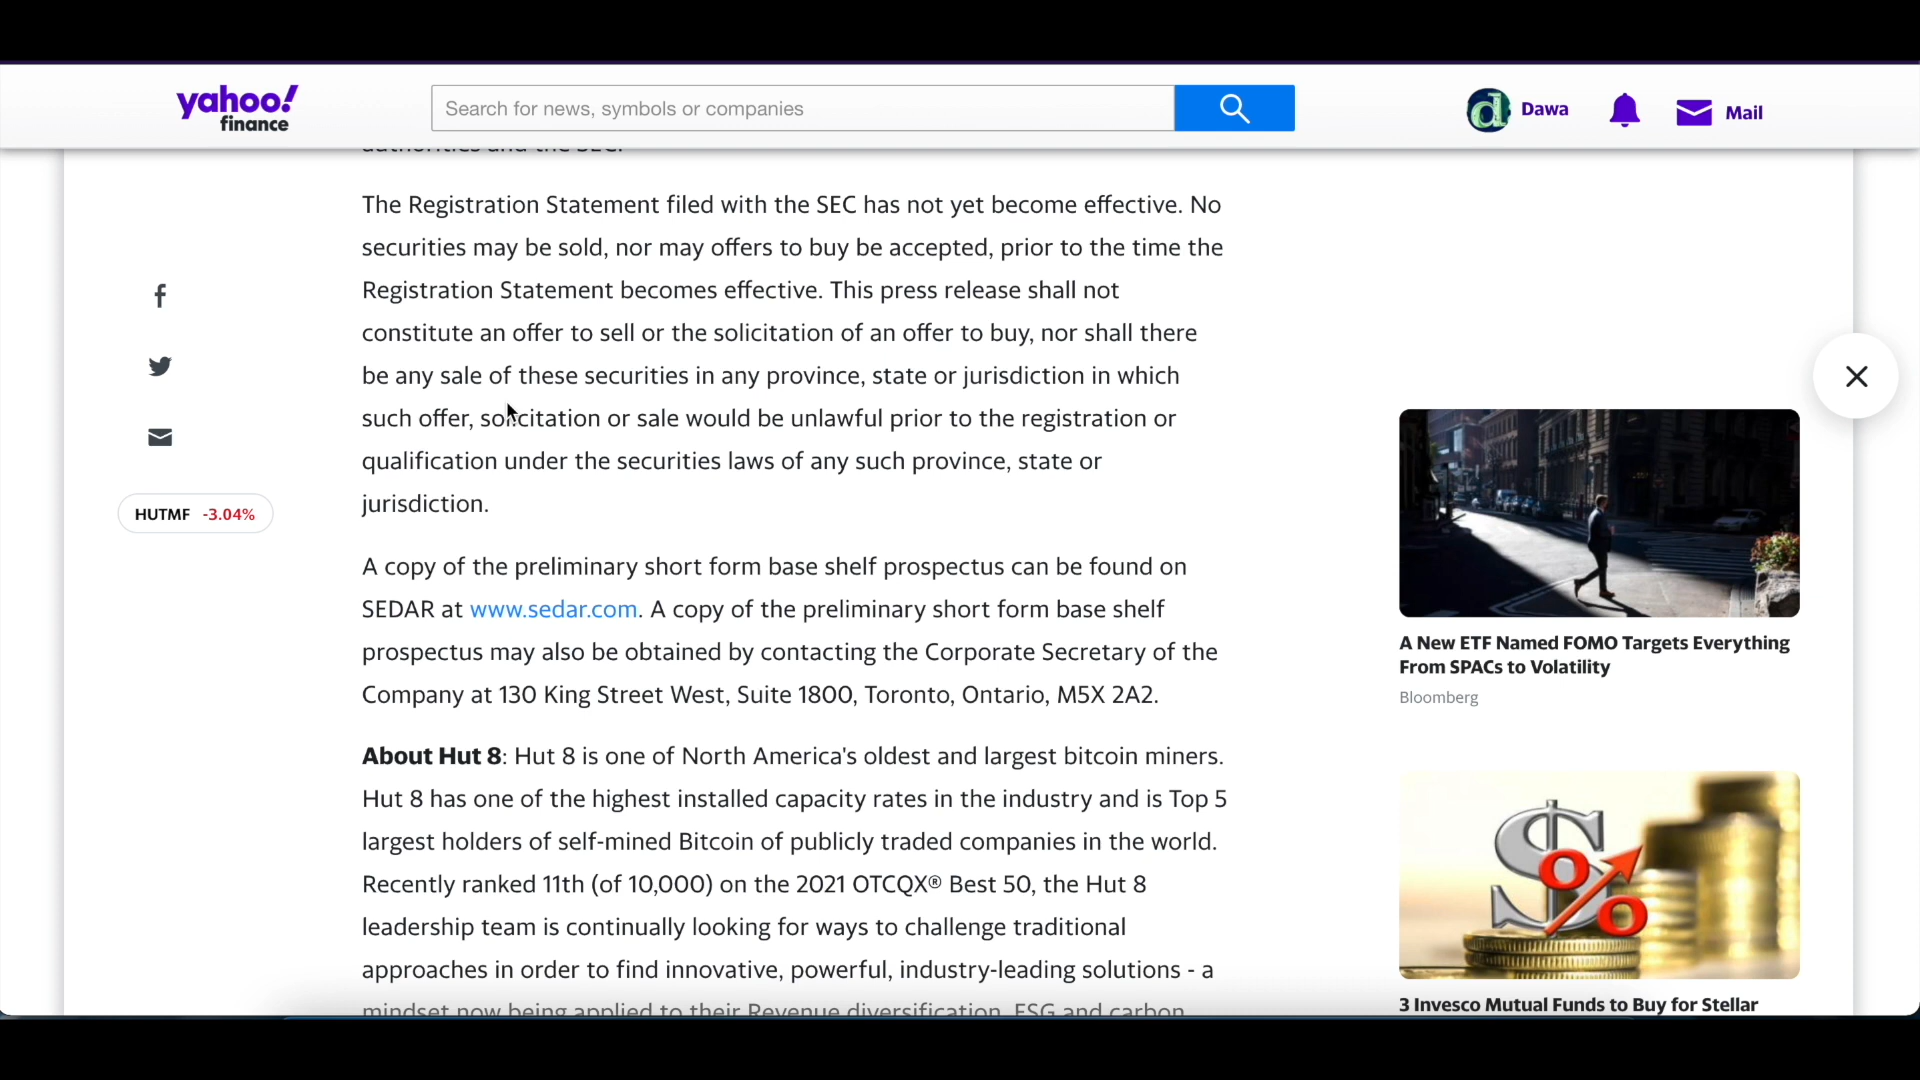 yahoo!
finance
Search for news, symbols or companies
Dawa
Mail
authorities and the SEC.
The Registration Statement filed with the SEC has not yet become effective. No
securities may be sold, nor may offers to buy be accepted, prior to the time the
Registration Statement becomes effective. This press release shall not
constitute an offer to sell or the solicitation of an offer to buy, nor shall there
be any sale of these securities in any province, state or jurisdiction in which
such offer, solicitation or sale would be unlawful prior to the registration or
qualification under the securities laws of any such province, state or
jurisdiction.
HUTMF -3.04%
A copy of the preliminary short form base shelf prospectus can be found on
SEDAR at www.sedar.com. A copy of the preliminary short form base shelf
prospectus may also be obtained by contacting the Corporate Secretary of the
Company at 130 King Street West, Suite 1800, Toronto, Ontario, M5X 2A2.
About Hut 8: Hut 8 is one of North America's oldest and largest bitcoin miners.
Hut 8 has one of the highest installed capacity rates in the industry and is Top 5
largest holders of self-mined Bitcoin of publicly traded companies in the world.
Recently ranked 11th (of 10,000) on the 2021 OTCQX® Best 50, the Hut 8
leadership team is continually looking for ways to challenge traditional
approaches in order to find innovative, powerful, industry-leading solutions - a
mindset now being applied to their Revenue diversification, ESG and carbon
A New ETF Named FOMO Targets Everything
From SPACs to Volatility
Bloomberg
3 Invesco Mutual Funds to Buy for Stellar